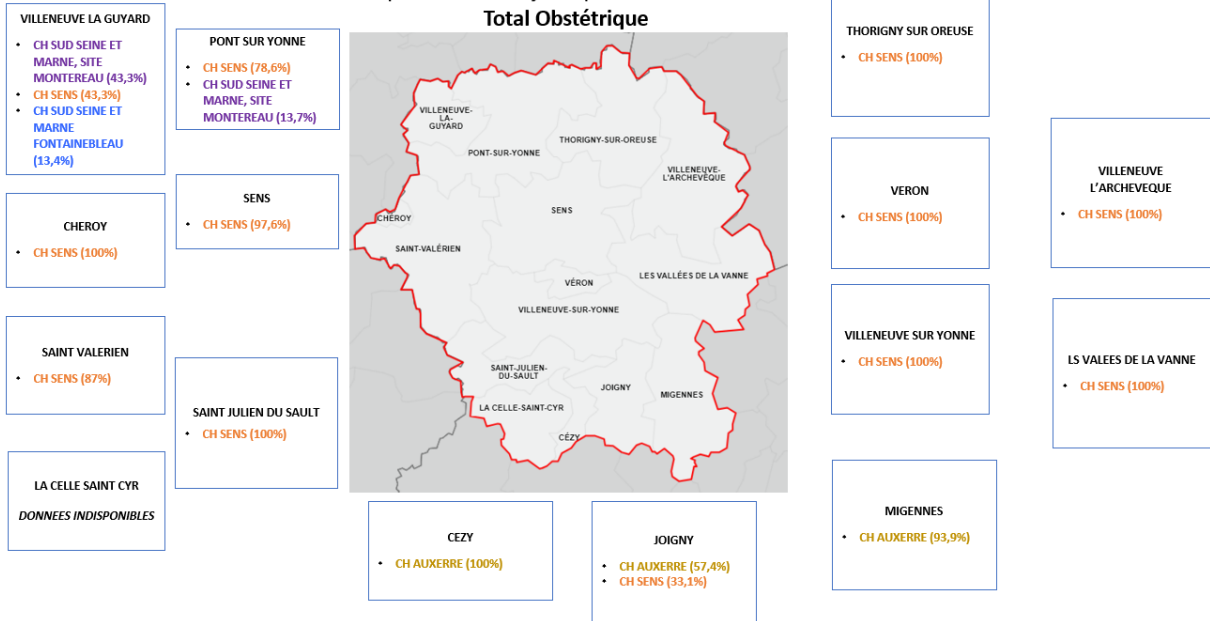 Total Obstétrique
VILLENEUVE LA GUYARD
• CH SUD SEINE ET
MARNE, SITE
MONTEREAU (43,3%)
• CH SENS (43,3%)
• CH SUD SEINE ET
MARNE
FONTAINEBLEAU
(13,4%)
PONT SUR YONNE
• CH SENS (78,6%)
• CH SUD SEINE ET
MARNE, SITE
MONTEREAU (13,7%)
CHEROY
• CH SENS (100%)
SENS
• CH SENS (97,6%)
SAINT VALERIEN
• CH SENS (87%)
SAINT JULIEN DU SAULT
• CH SENS (100%)
LA CELLE SAINT CYR
DONNEES INDISPONIBLES
VILLENEUVE-
LA-
GUYARD
PONT-SUR-YONNE
THORIGNY-SUR-OREUSE
VILLENEUVE-
L'ARCHEVÊQUE
SENS
CHÉROY
SAINT-VALÉRIEN
VÉRON
LES VALLÉES DE LA VANNE
VILLENEUVE-SUR-YONNE
SAINT-JULIEN-
DU-SAULT
JOIGNY
MIGENNES
LA CELLE-SAINT-CYR
CÉZY
CEZY
• CH AUXERRE (100%)
JOIGNY
• CH AUXERRE (57,4%)
• CH SENS (33,1%)
THORIGNY SUR OREUSE
• CH SENS (100%)
VERON
• CH SENS (100%)
VILLENEUVE
L'ARCHEVEQUE
• CH SENS (100%)
VILLENEUVE SUR YONNE
• CH SENS (100%)
LS VALEES DE LA VANNE
• CH SENS (100%)
MIGENNES
• CH AUXERRE (93,9%)